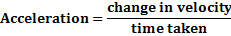 Acceleration = change in velocity / time taken